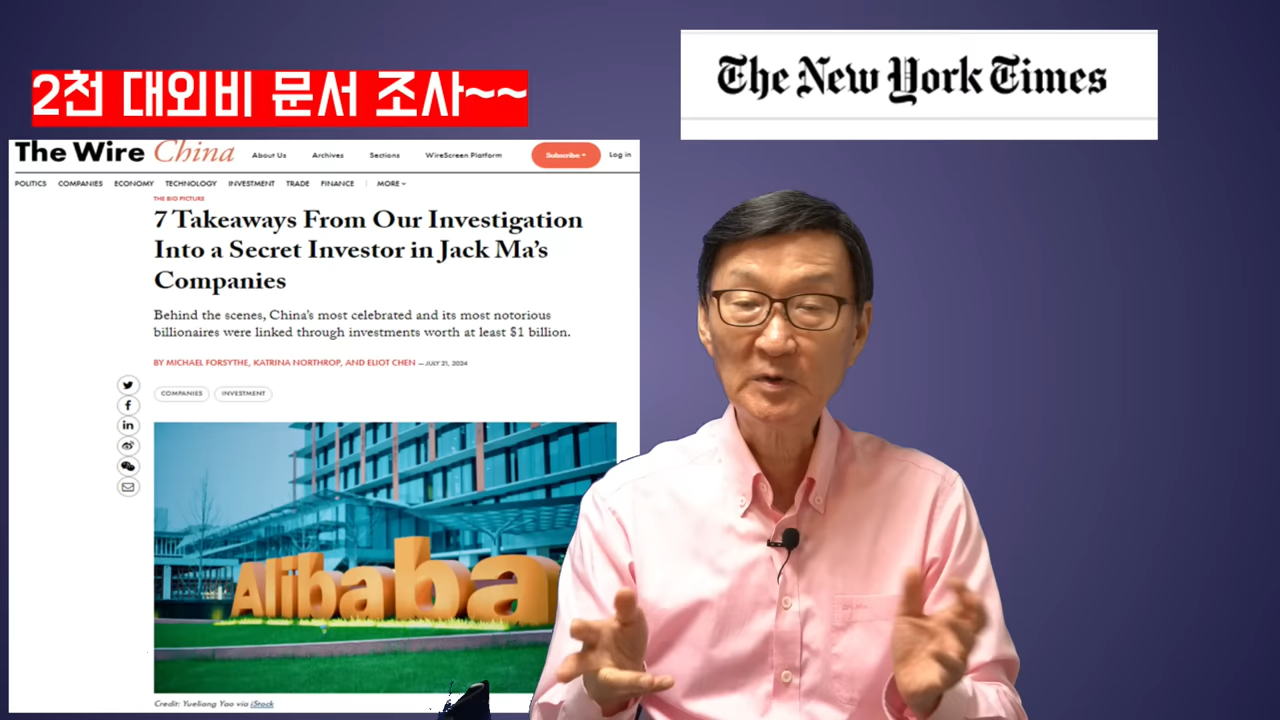 2천 대외비 문서 조사~~
The New York Times
The Wire China
About Us
Archives
Sections
WireScreen Platform
Subscribe
Log in
POLITICS COMPANIES ECONOMY TECHNOLOGY INVESTMENT TRADE FINANCE | MORE
THE BIG PICTURE
7 Takeaways From Our Investigation
Into a Secret Investor in Jack Ma's
Companies
Behind the scenes, China's most celebrated and its most notorious
billionaires were linked through investments worth at least $1 billion.
BY MICHAEL FORSYTHE, KATRINA NORTHROP, AND ELIOT CHEN — JULY 21, 2024
COMPANIES
INVESTMENT
Alibaba
Credit: Yueliang Yao via iStock